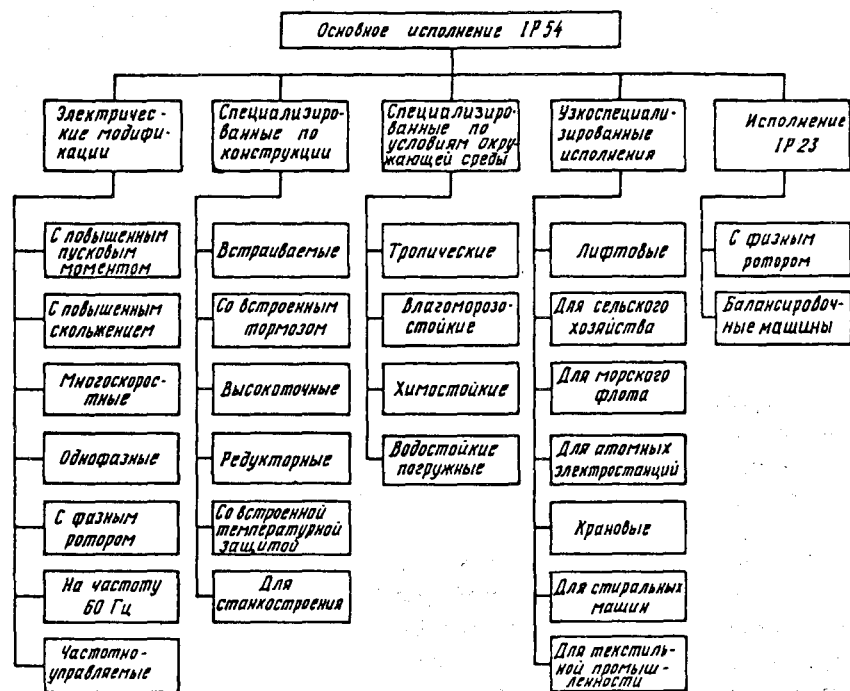 Основное исполнение IP54
Электричес-
кие модифи-
кации
Специализиро-
ванные по
конструкции
Специализиро-
ванные по
условиям окру-
жающей среды
Узкоспециали-
зированные
исполнения
Исполнение
IP23
С повышенным
пусковым
моментом
С повышенным
скольжением
Многоскорост-
ные
Однофазные
С фазным
ротором
На частоту
60 Гц
Частотно-
управляемые
Встраиваемые
Со встроенным
тормозом
Высокоточные
Редукторные
Со встроенной
температурной
защитой
Для
станкостроения
Тропические
Влагоморозо-
стойкие
Химостойкие
Водостойкие
погружные
Лифтовые
Для сельского
хозяйства
Для морского
флота
Для атомных
электростанций
Храновые
Для стиральных
машин
Для текстиль-
ной промыш-
ленности
С физным
ротором
Балансировоч-
ные машины